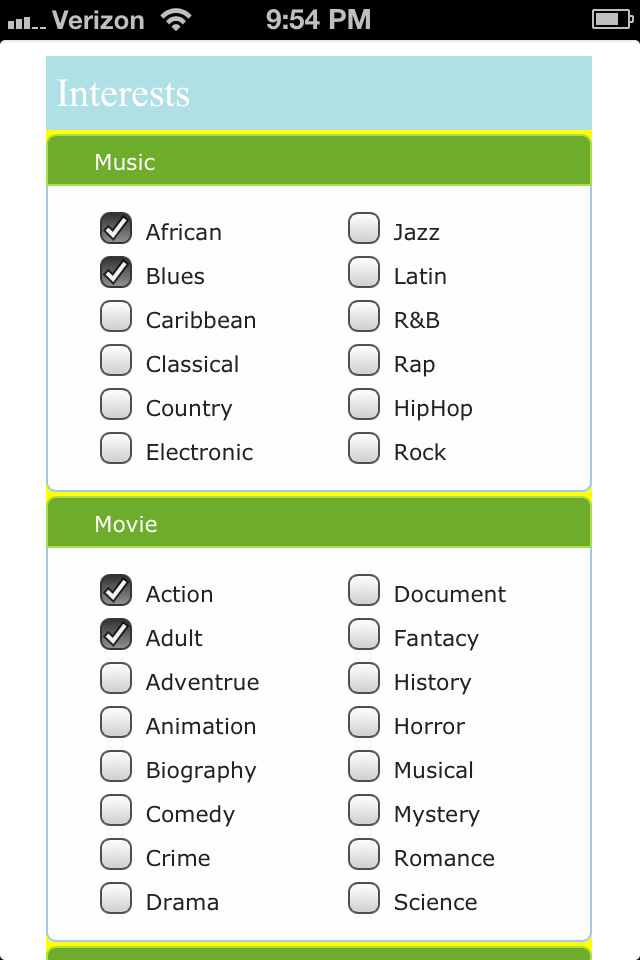 Verizon 9:54 PM
Interests
Music
African Jazz
Blues Latin
Caribbean R&B
Classical Rap
Country HipHop
Electronic Rock
Movie
Action Document
Adult Fantacy
Adventrue History
Animation Horror
Biography Musical
Comedy Mystery
Crime Romance
Drama Science